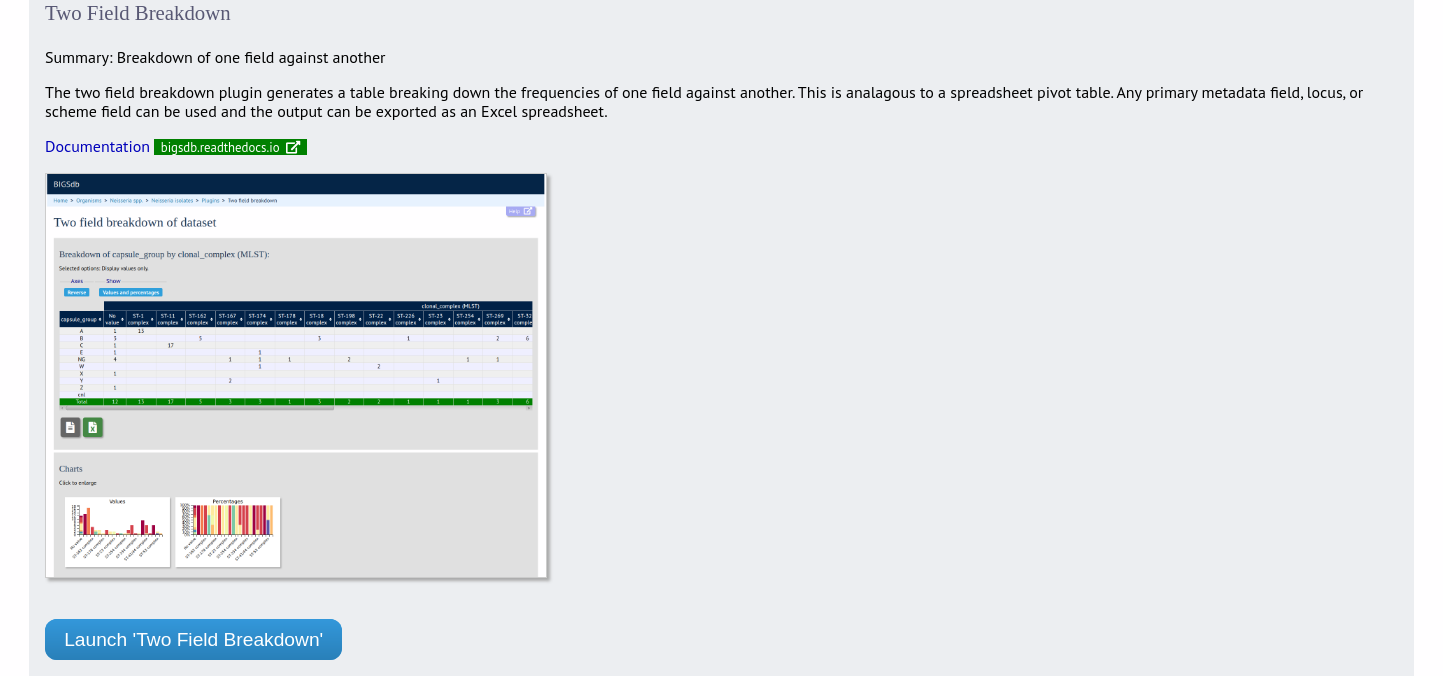 Two Field Breakdown
Summary: Breakdown of one field against another
The two field breakdown plugin generates a table breaking down the frequencies of one field against another. This is analagous to a spreadsheet pivot table. Any primary metadata field, locus, or
scheme field can be used and the output can be exported as an Excel spreadsheet.
Documentation bigsdb.readthedocs.io
BIGSdb
Home > Organisms > Neisseria spp. > Neisseria isolates > Plugins > Two field breakdown
Help
Two field breakdown of dataset
Breakdown of capsule_group by clonal_complex (MLST):
Selected options: Display values only.
Axes Show
Reverse Values and percentages
clonal_complex (MLST)
capsule_group No value ST-1 complex ST-11 complex ST-162 complex ST-167 complex ST-174 complex ST-178 complex ST-18 complex ST-198 complex ST-22 complex ST-226 complex ST-23 complex ST-254 complex ST-269 complex ST-32 comple
A 1 13
B 3 5 3 1 2 6
C 1 17
E 1 1
NG 4 1 1 1 2 1 1
W 1 2
X 1
Y 2 1
Z 1
cnl
Total 12 13 17 5 3 3 1 3 2 2 1 1 1 3 6
Charts
Click to enlarge
Values Percentages
Launch 'Two Field Breakdown'